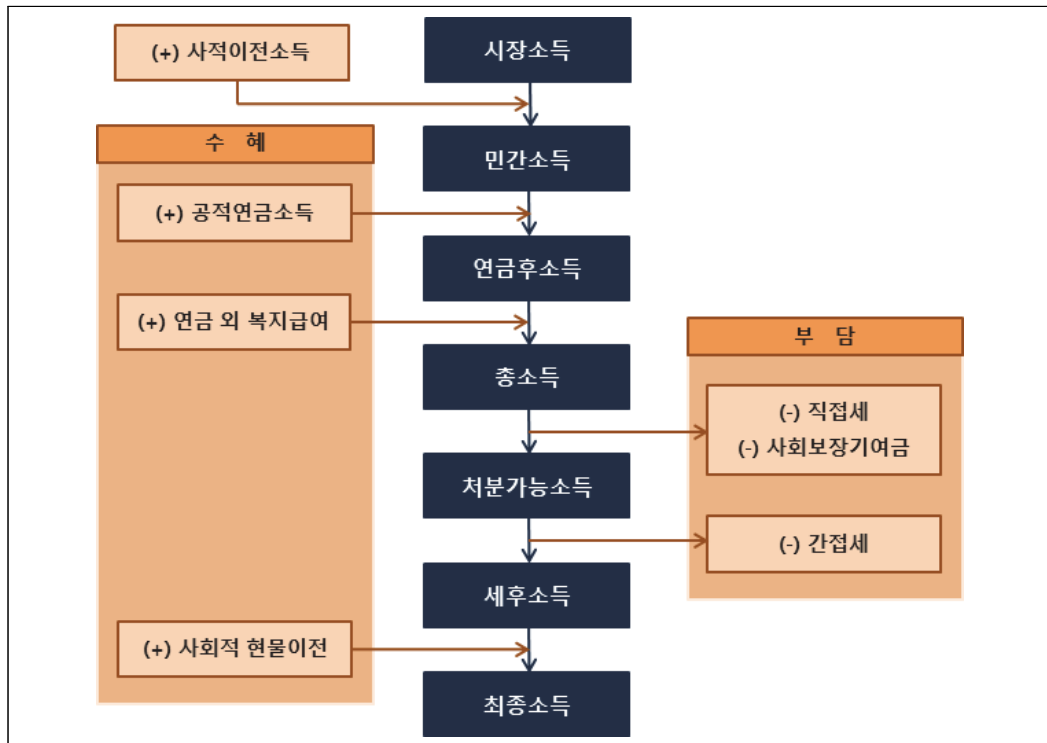 (+) 사적이전소득
시장소득
수 혜
민간소득
(+) 공적연금소득
연금후소득
(+) 연금 외 복지급여
부 담
총소득
(-) 직접세
(-) 사회보장기여금
처분가능소득
(-) 간접세
세후소득
(+) 사회적 현물이전
최종소득